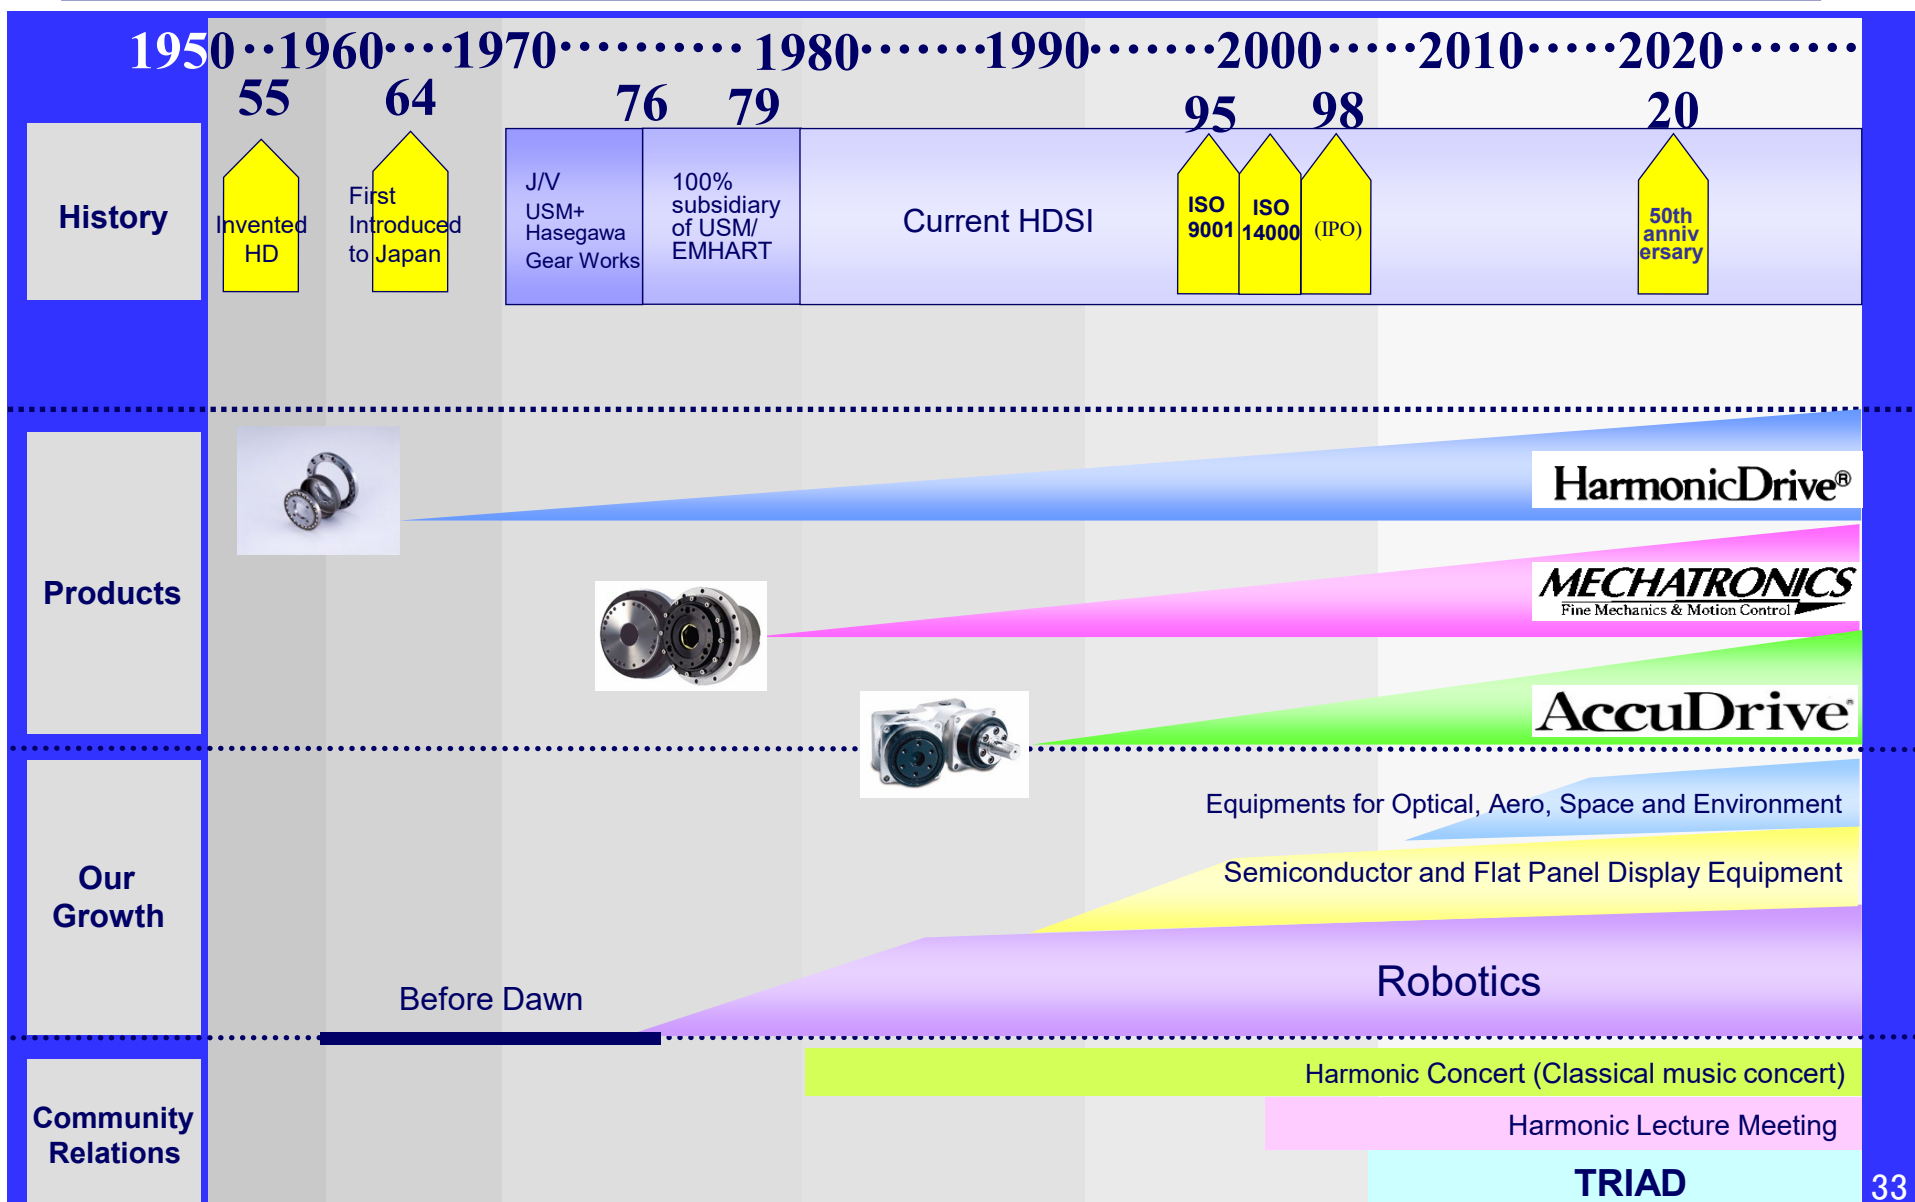 1950··1960····1970··········1980·······1990·······2000·····2010·····2020·······
55 64 76 79 95 98 20
History
Invented
HD
First
Introduced
to Japan
J/V
USM+
Hasegawa
Gear Works
100%
subsidiary
of USM/
EMHART
Current HDSI
ISO
9001
ISO
14000
(IPO)
50th
anniv
ersary
Products
HarmonicDrive®
MECHATRONICS
Fine Mechanics & Motion Control
AccuDrive®
Our
Growth
Equipments for Optical, Aero, Space and Environment
Semiconductor and Flat Panel Display Equipment
Robotics
Before Dawn
Community
Relations
Harmonic Concert (Classical music concert)
Harmonic Lecture Meeting
TRIAD
33